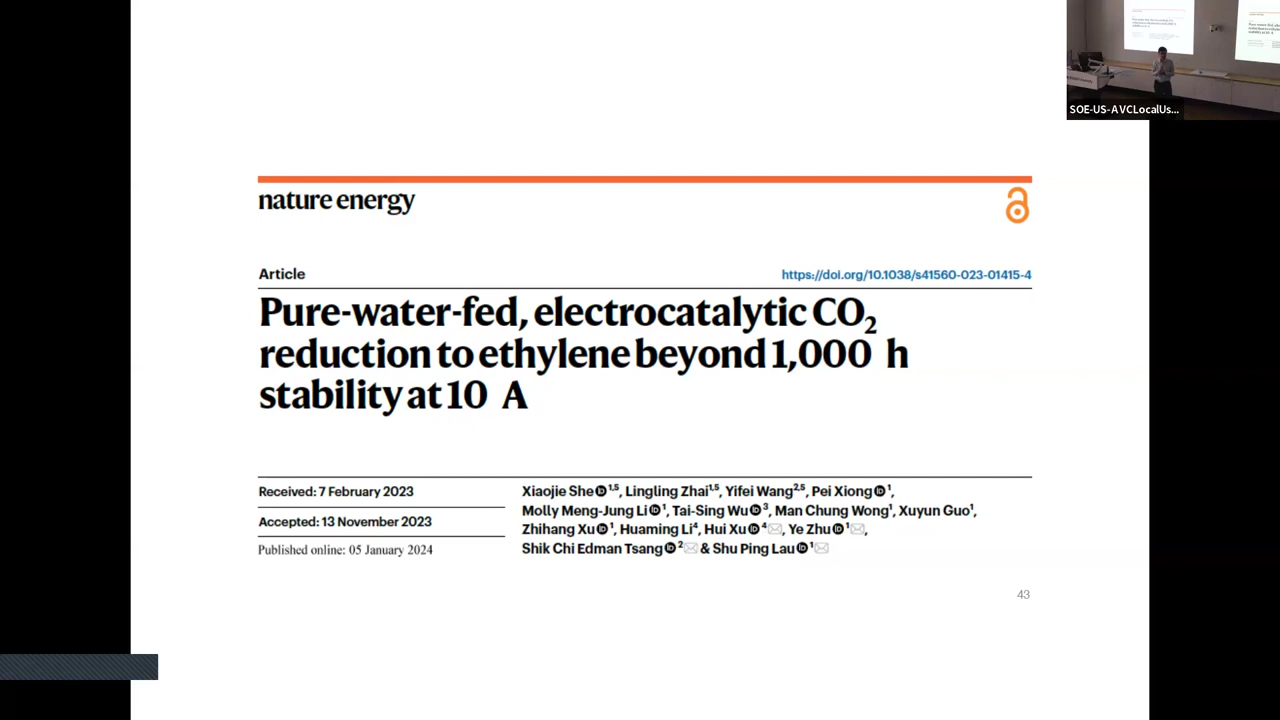 SOE-US-AVCLocalUs...
nature energy
Article
https://doi.org/10.1038/s41560-023-01415-4
Pure-water-fed, electrocatalytic CO₂
reduction to ethylene beyond 1,000 h
stability at 10 A
Received: 7 February 2023
Accepted: 13 November 2023
Published online: 05 January 2024
Xiaojie She 1,5, Lingling Zhai1,5, Yifei Wang2,5, Pei Xiong 1,
Molly Meng-Jung Li 1, Tai-Sing Wu 3, Man Chung Wong1, Xuyun Guo1,
Zhihang Xu 1, Huaming Li4, Hui Xu 4, Ye Zhu 1,
Shik Chi Edman Tsang 2 & Shu Ping Lau 1
43